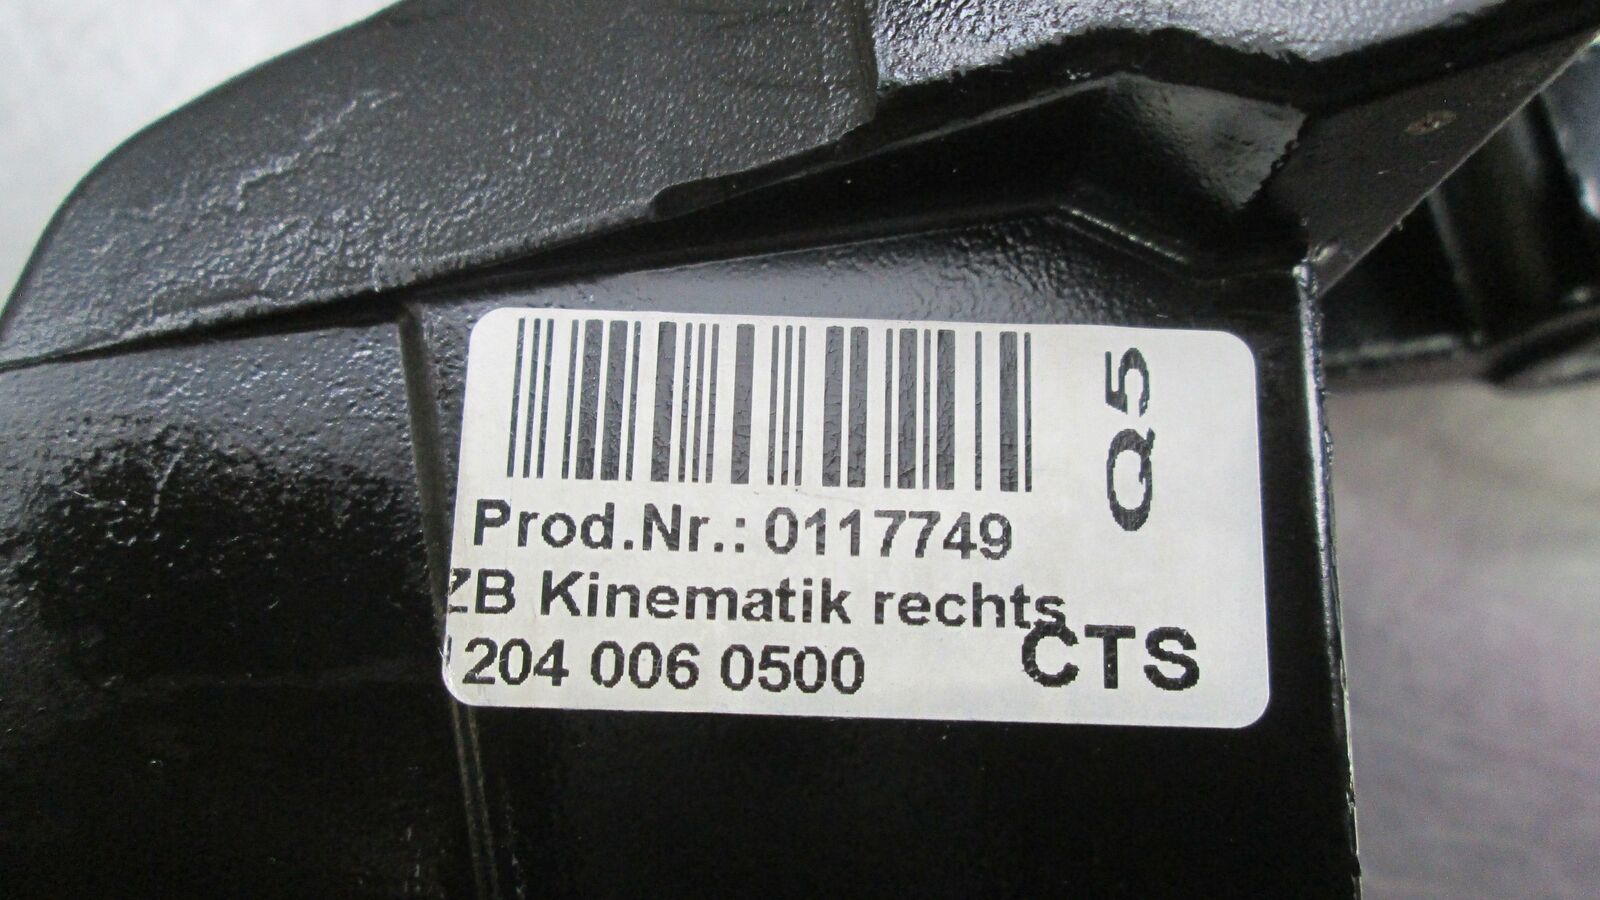 Prod.Nr.: 0117749
ZB Kinematik rechts
204 006 0500
CTS
Q5